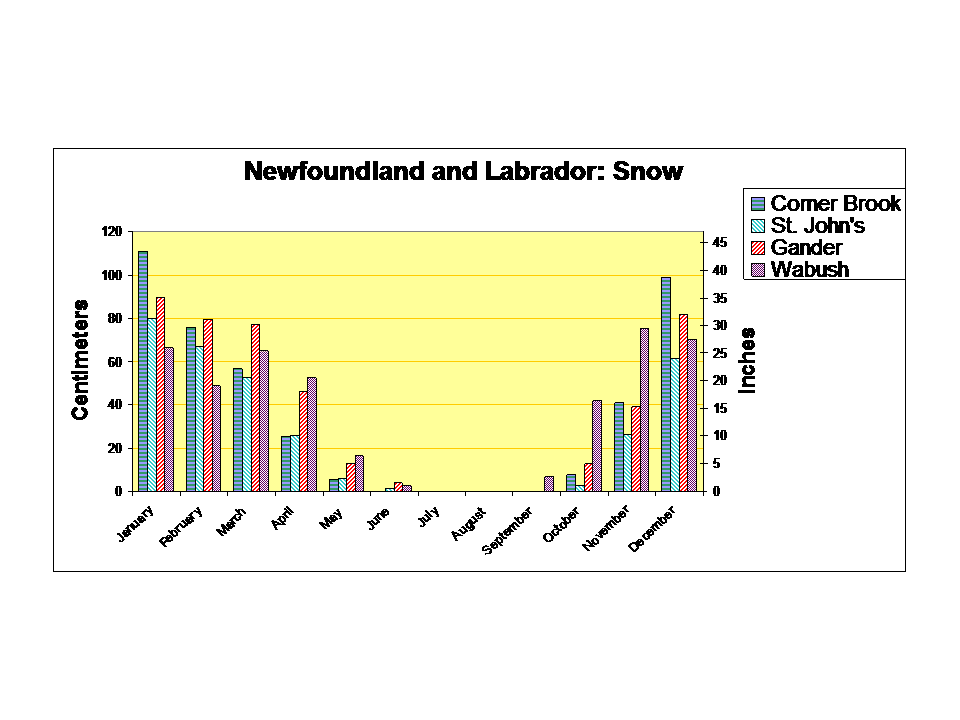 Newfoundland and Labrador: Snow
Corner Brook
St. John's
Gander
Wabush
Centimeters
120
100
80
60
40
20
0
45
40
35
30
25
20
15
10
5
0
Inches
January
February
March
April
May
June
July
August
September
October
November
December